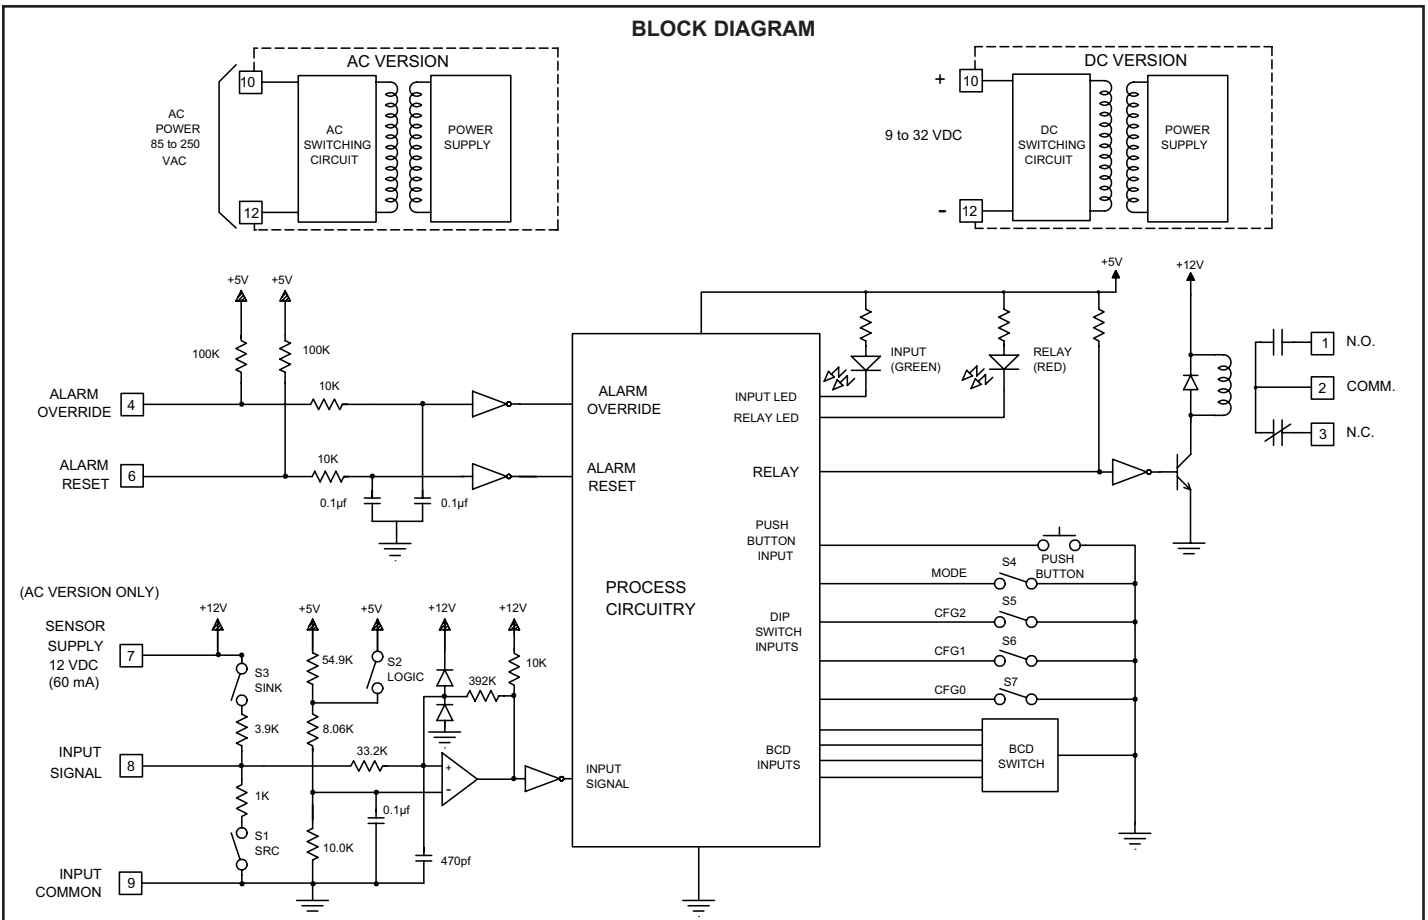 BLOCK DIAGRAM
AC VERSION
10
AC
POWER
85 to 250
VAC
AC
SWITCHING
CIRCUIT
POWER
SUPPLY
12
DC VERSION
+
10
9 to 32 VDC
DC
SWITCHING
CIRCUIT
POWER
SUPPLY
-
12
+5V
+5V
100K
100K
ALARM
OVERRIDE
4
10K
ALARM
OVERRIDE
ALARM
RESET
6
10K
ALARM
RESET
0.1µf
0.1µf
+5V
+12V
INPUT
(GREEN)
RELAY
(RED)
INPUT LED
RELAY LED
RELAY
1
N.O.
2
COMM.
3
N.C.
PUSH
BUTTON
INPUT
PUSH
BUTTON
PROCESS
CIRCUITRY
DIP
SWITCH
INPUTS
MODE
S4
CFG2
S5
CFG1
S6
CFG0
S7
BCD
INPUTS
BCD
SWITCH
(AC VERSION ONLY)
SENSOR
SUPPLY
12 VDC
(60 mA)
7
+12V
+5V
+5V
+12V
+12V
S3
SINK
54.9K
S2
LOGIC
392K
10K
3.9K
8.06K
INPUT
SIGNAL
8
33.2K
+
-
INPUT
SIGNAL
1K
0.1µf
S1
SRC
10.0K
470pf
INPUT
COMMON
9